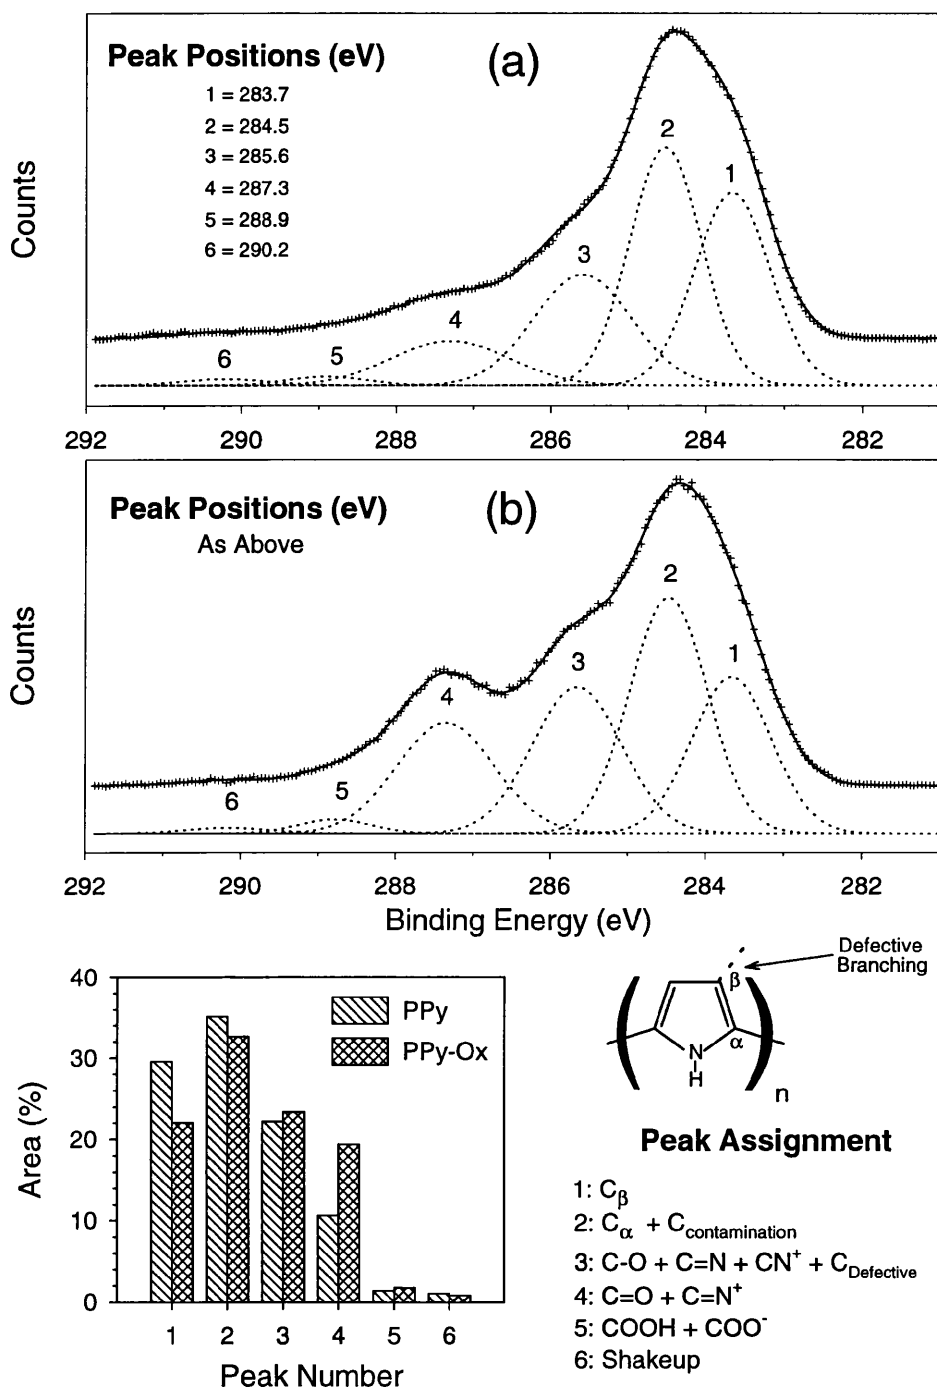 Peak Positions (eV)
(a)
1 = 283.7
2 = 284.5
3 = 285.6
4 = 287.3
5 = 288.9
6 = 290.2
Counts
1
2
3
4
5
6
292 290 288 286 284 282
Peak Positions (eV)
As Above
(b)
Counts
1
2
3
4
5
6
292 290 288 286 284 282
Binding Energy (eV)
40
30
20
10
0
Area (%)
PPy
PPy-Ox
1 2 3 4 5 6
Peak Number
Defective
Branching
β
α
N
H
n
Peak Assignment
1: Cβ
2: Cα + Ccontamination
3: C-O + C=N + CN⁺ + CDefective
4: C=O + C=N⁺
5: COOH + COO⁻
6: Shakeup